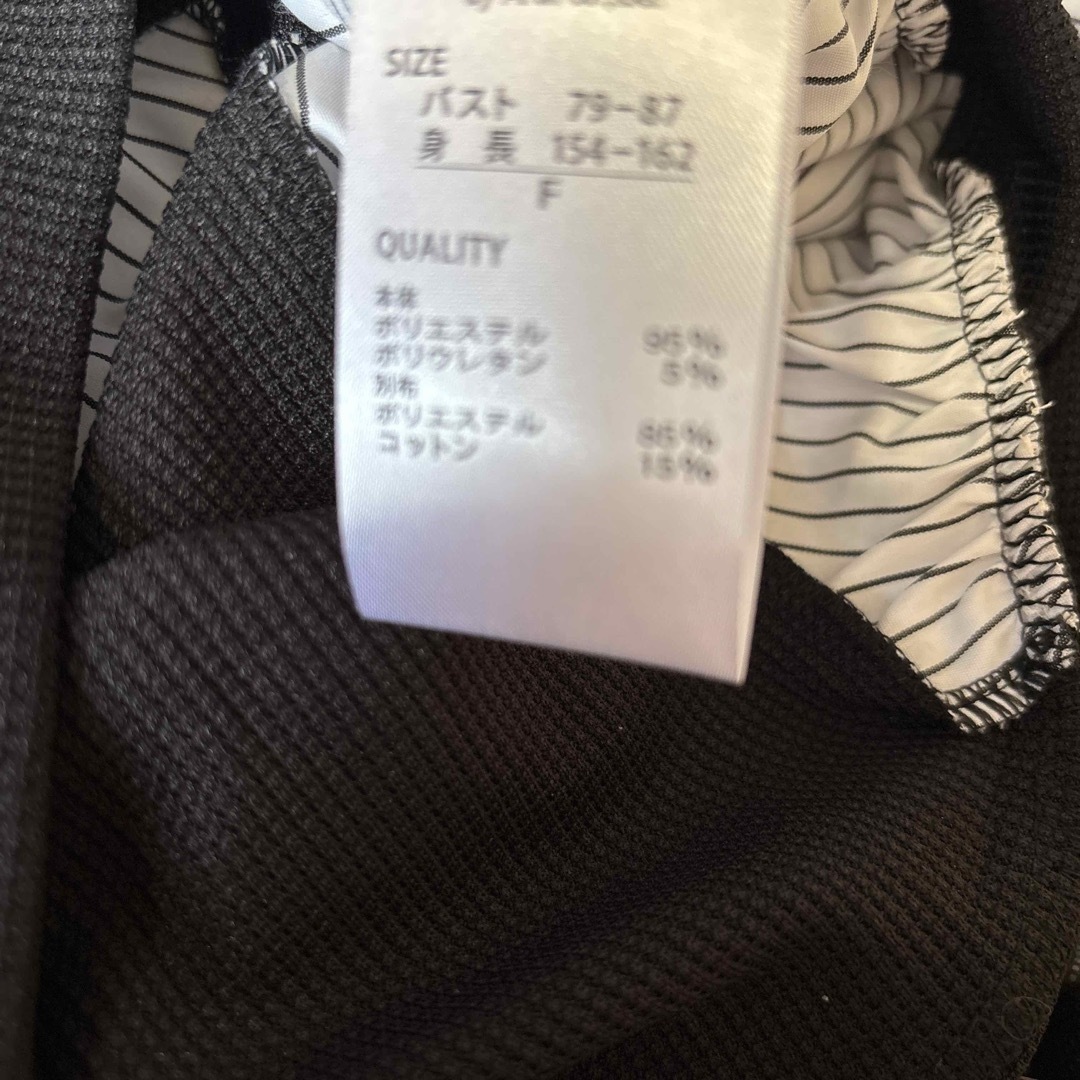 SIZE
バスト 79-87
身 長 154-162
F
QUALITY
本体
ポリエステル 95%
ポリウレタン 5%
別布
ポリエステル 85%
コットン 15%